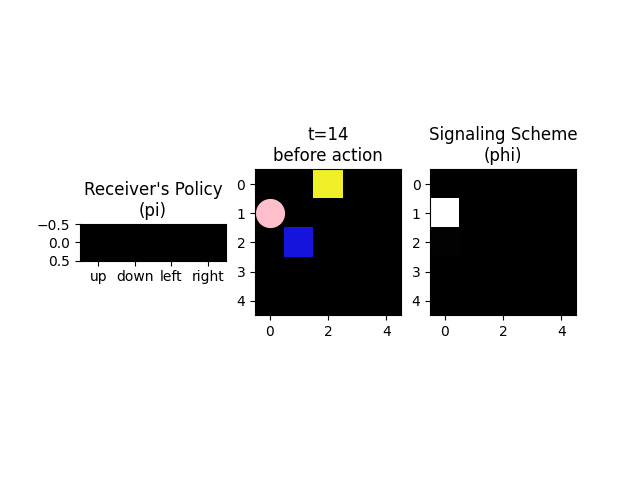 Receiver's Policy
(pi)
−0.5
0.0
0.5
up down left right
t=14
before action
0
1
2
3
4
0 2 4
Signaling Scheme
(phi)
0
1
2
3
4
0 2 4